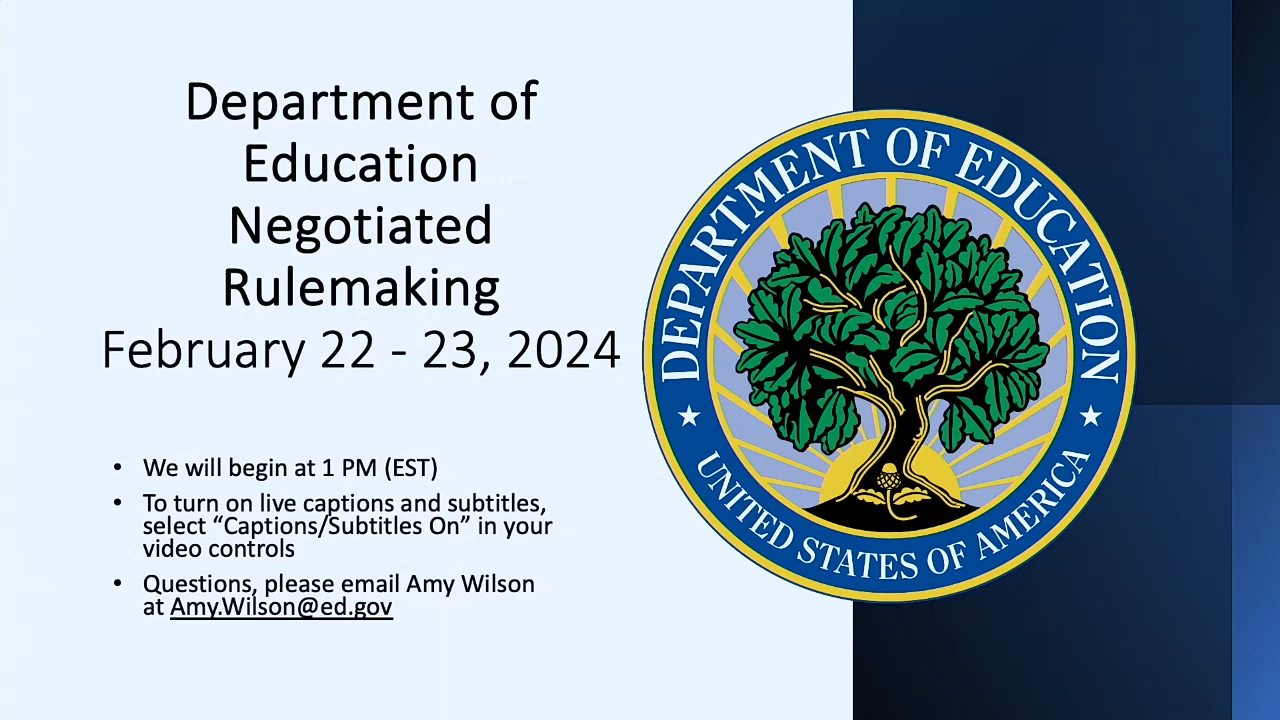 Department of
Education
Negotiated
Rulemaking
February 22 - 23, 2024
• We will begin at 1 PM (EST)
• To turn on live captions and subtitles,
select “Captions/Subtitles On” in your
video controls
• Questions, please email Amy Wilson
at Amy.Wilson@ed.gov
DEPARTMENT OF EDUCATION
UNITED STATES OF AMERICA